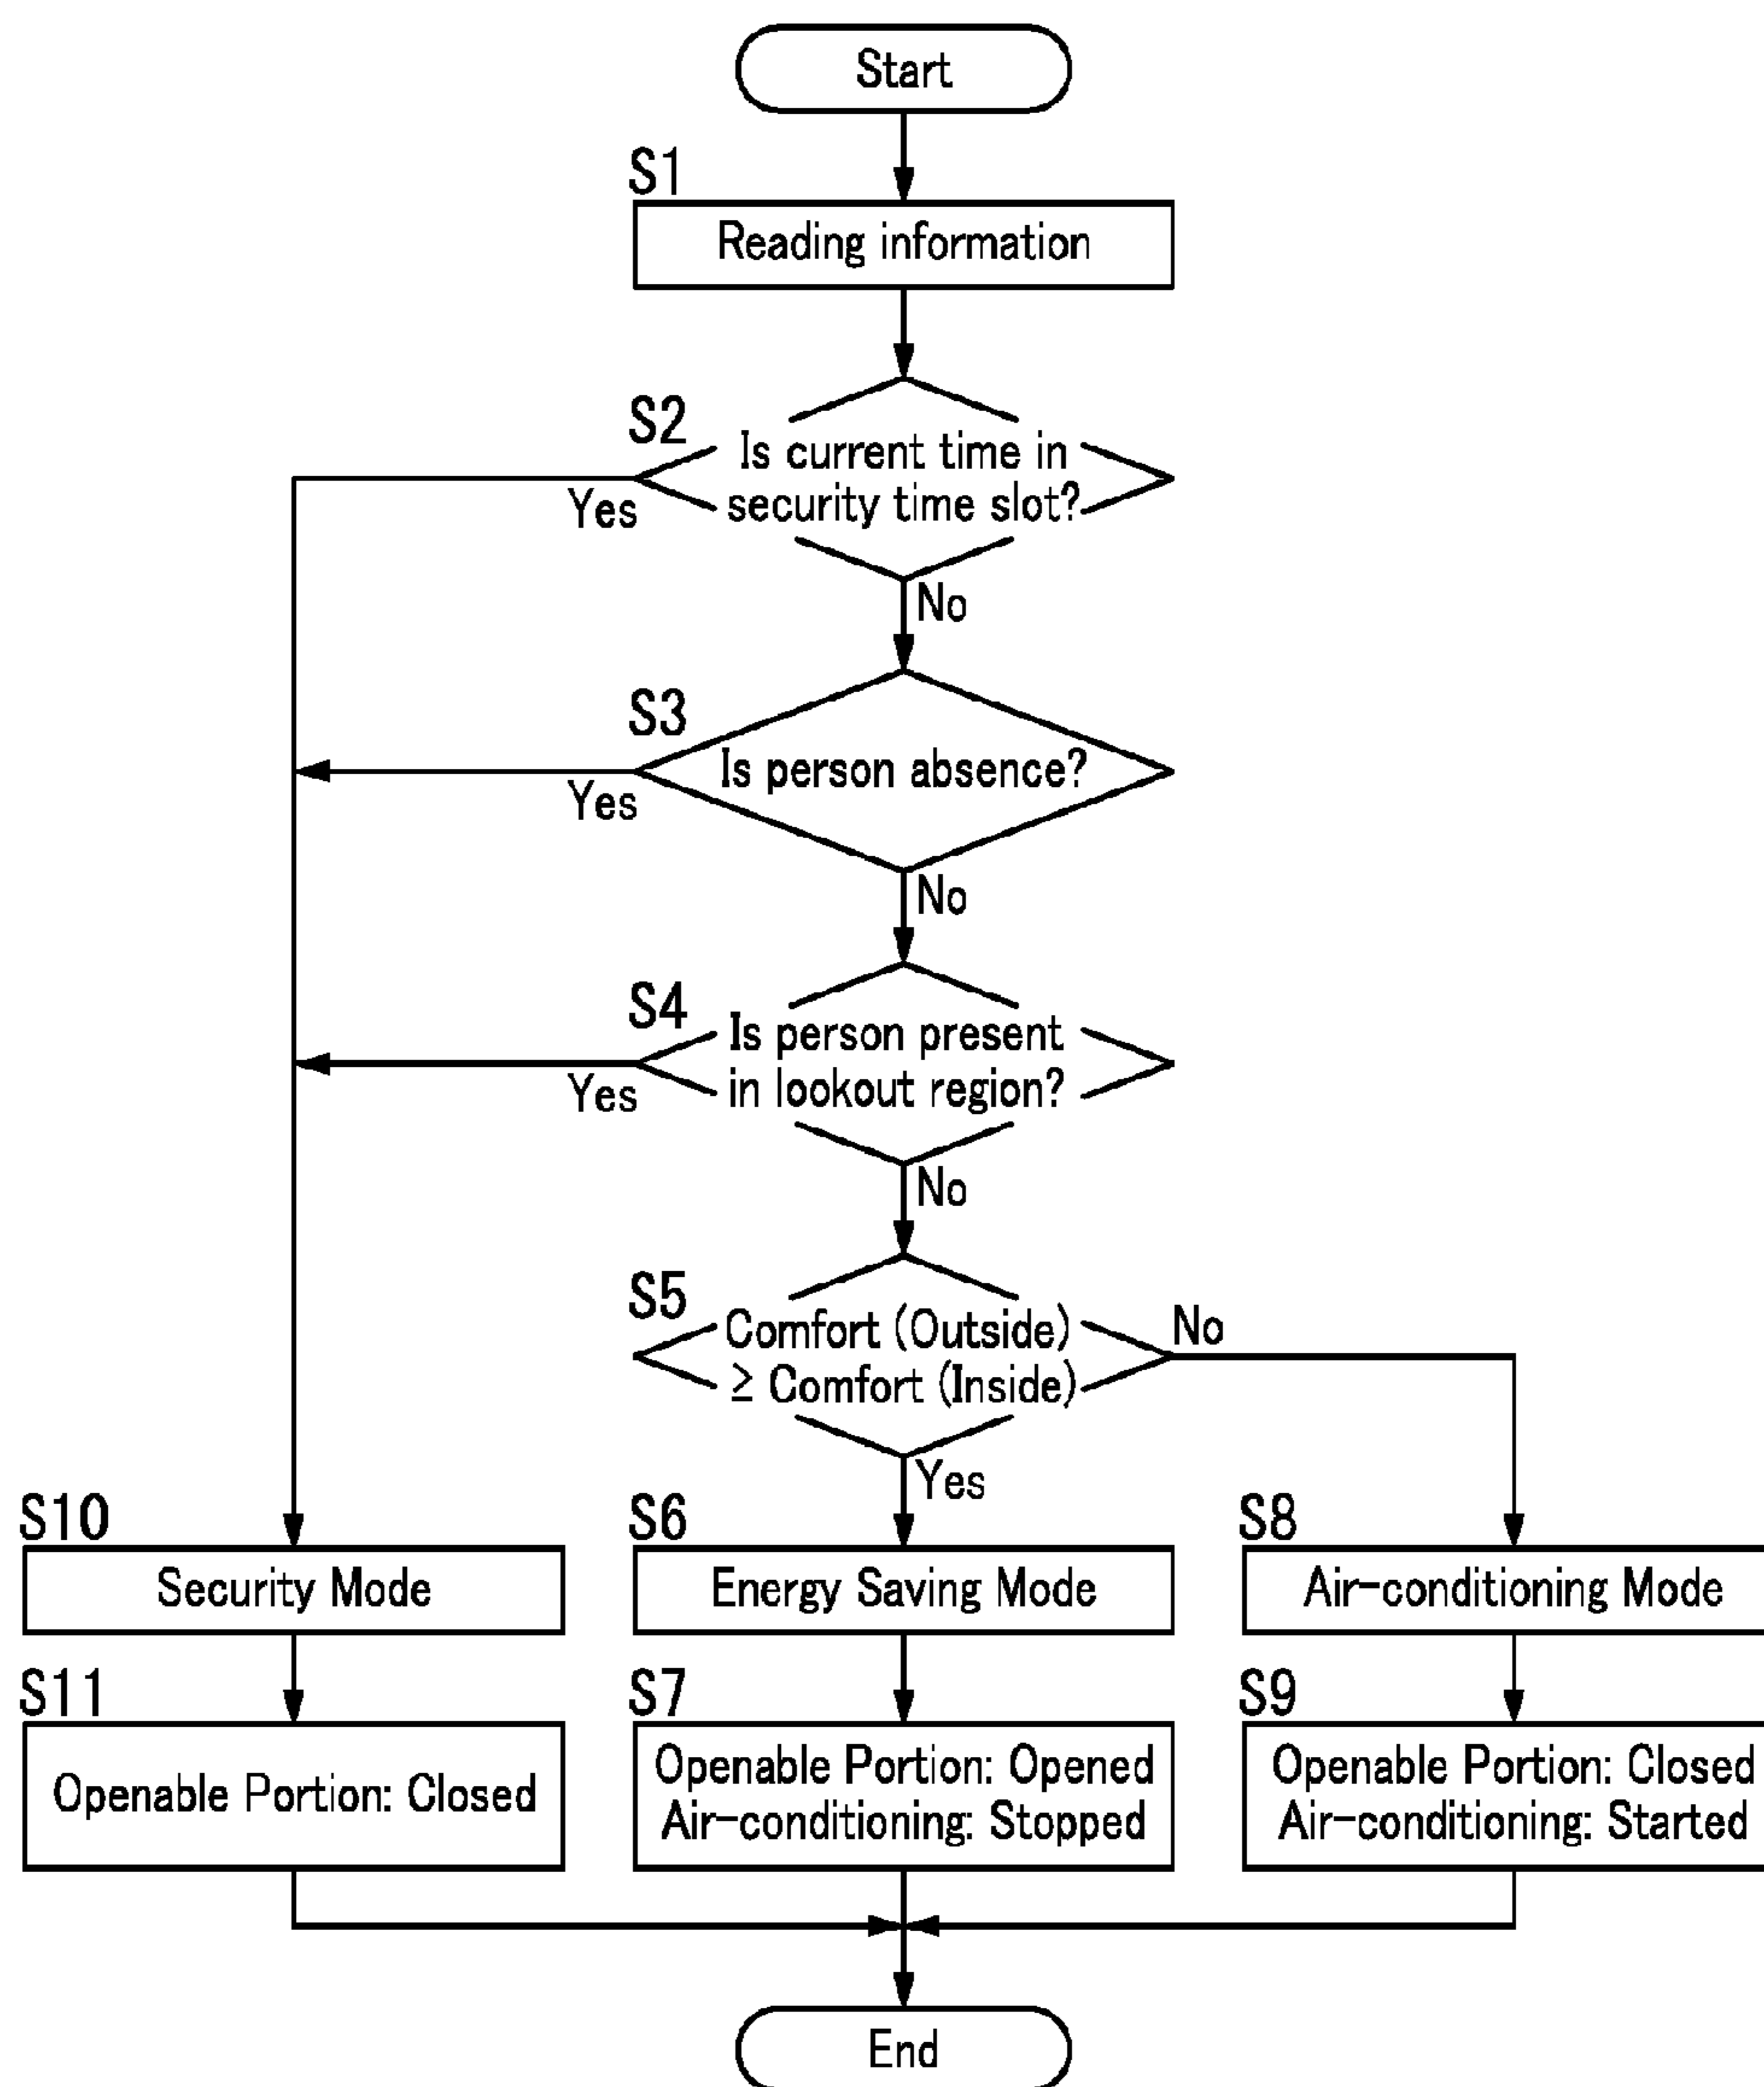 Start
S1
Reading information
S2
Is current time in
security time slot?
Yes
No
S3
Is person absence?
Yes
No
S4
Is person present
in lookout region?
Yes
No
S5
Comfort (Outside)
≥ Comfort (Inside)
No
Yes
S10
Security Mode
S6
Energy Saving Mode
S8
Air-conditioning Mode
S11
Openable Portion: Closed
S7
Openable Portion: Opened
Air-conditioning: Stopped
S9
Openable Portion: Closed
Air-conditioning: Started
End